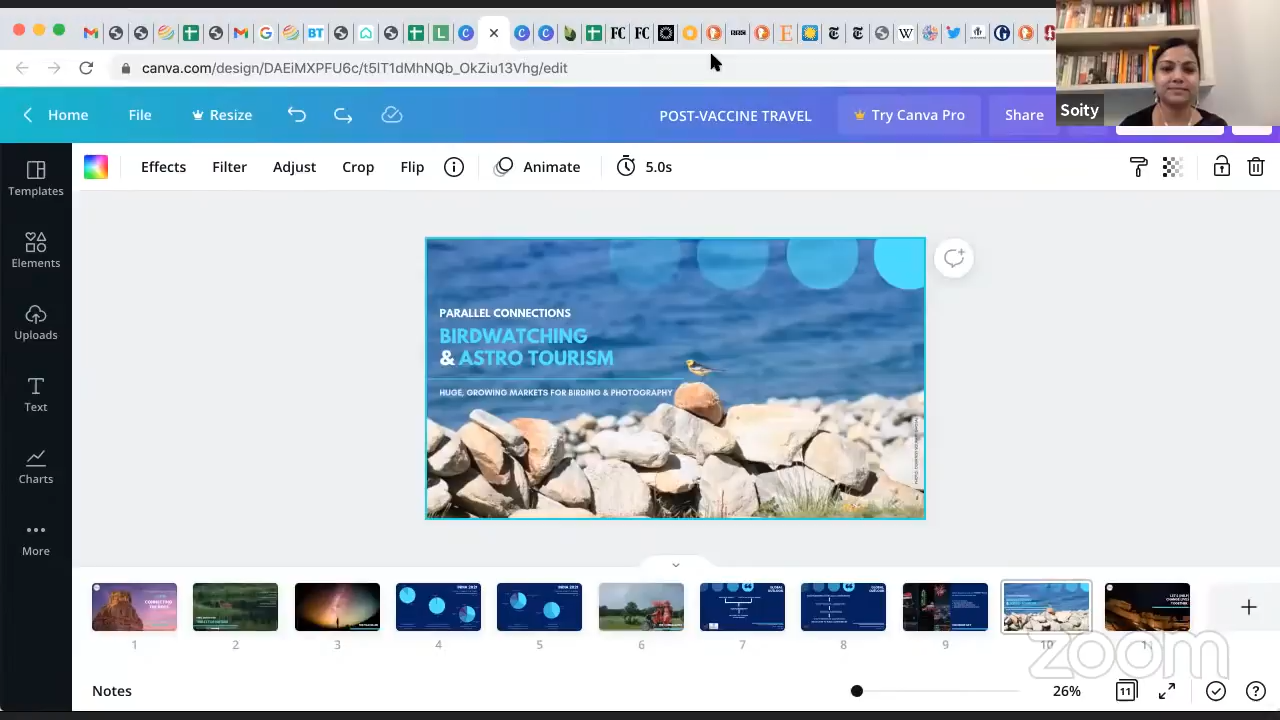 canva.com/design/DAEiMXPFU6c/t5IT1dMhNQb_OkZiu13Vhg/edit
Home File Resize POST-VACCINE TRAVEL Try Canva Pro Share
Soity
Effects Filter Adjust Crop Flip Animate 5.0s
Templates
Elements
Uploads
Text
Charts
More
PARALLEL CONNECTIONS
BIRDWATCHING
& ASTRO TOURISM
HUGE, GROWING MARKETS FOR BIRDING & PHOTOGRAPHY
1 2 3 4 5 6 7 8 9 10 11
zoom
Notes 26% 11